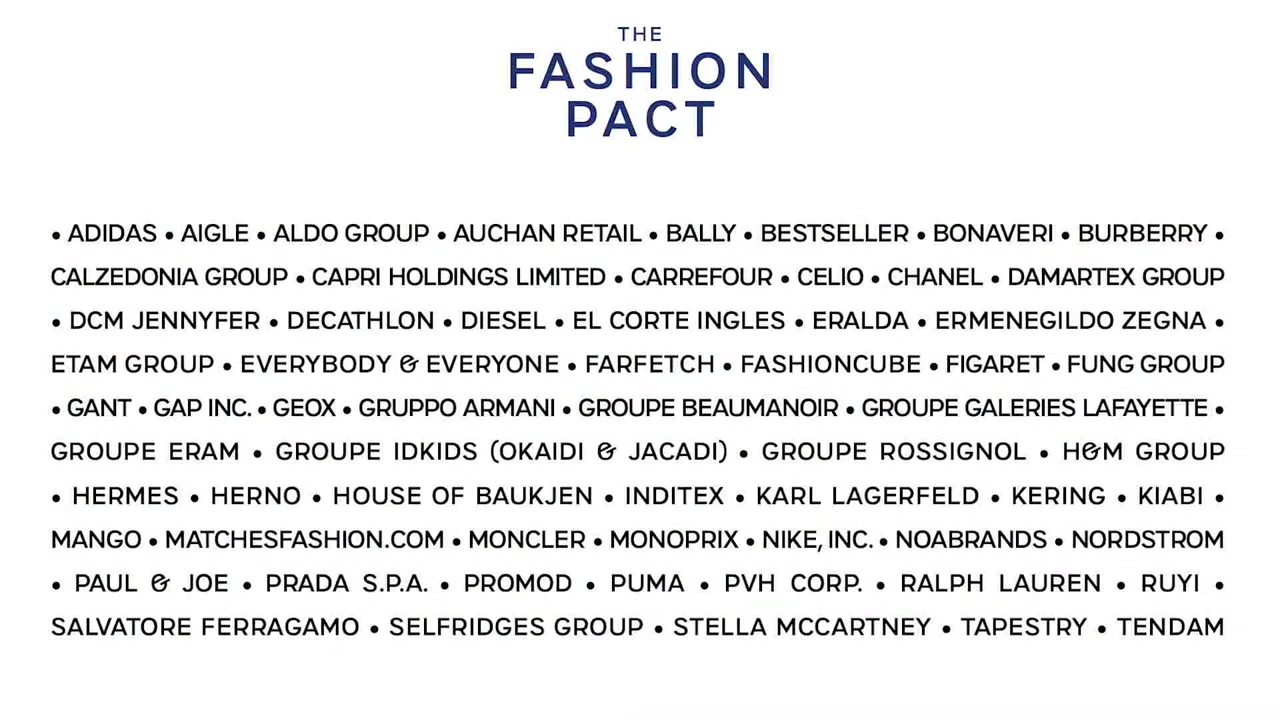 THE
FASHION
PACT
• ADIDAS • AIGLE • ALDO GROUP • AUCHAN RETAIL • BALLY • BESTSELLER • BONAVERI • BURBERRY •
CALZEDONIA GROUP • CAPRI HOLDINGS LIMITED • CARREFOUR • CELIO • CHANEL • DAMARTEX GROUP
• DCM JENNYFER • DECATHLON • DIESEL • EL CORTE INGLES • ERALDA • ERMENEGILDO ZEGNA •
ETAM GROUP • EVERYBODY & EVERYONE • FARFETCH • FASHIONCUBE • FIGARET • FUNG GROUP
• GANT • GAP INC. • GEOX • GRUPPO ARMANI • GROUPE BEAUMANOIR • GROUPE GALERIES LAFAYETTE •
GROUPE ERAM • GROUPE IDKIDS (OKAIDI & JACADI) • GROUPE ROSSIGNOL • H&M GROUP
• HERMES • HERNO • HOUSE OF BAUKJEN • INDITEX • KARL LAGERFELD • KERING • KIABI •
MANGO • MATCHESFASHION.COM • MONCLER • MONOPRIX • NIKE, INC. • NOABRANDS • NORDSTROM
• PAUL & JOE • PRADA S.P.A. • PROMOD • PUMA • PVH CORP. • RALPH LAUREN • RUYI •
SALVATORE FERRAGAMO • SELFRIDGES GROUP • STELLA MCCARTNEY • TAPESTRY • TENDAM